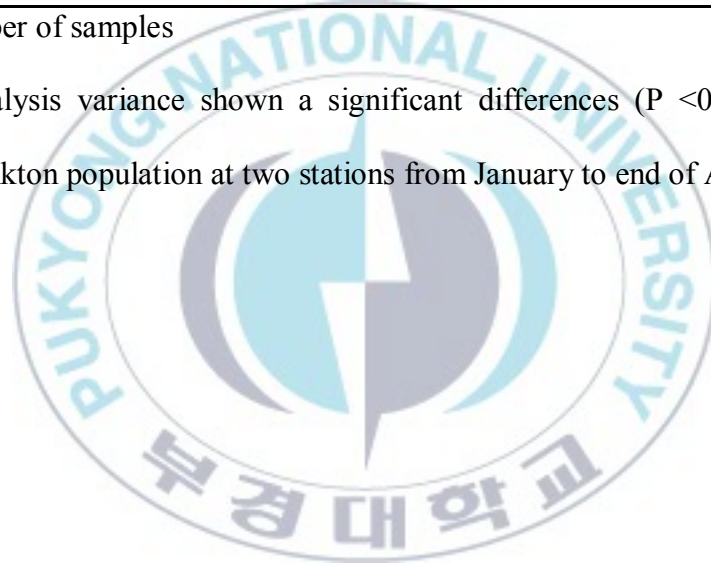 ber of samples
alysis variance shown a significant differences (P <0
kton population at two stations from January to end of A
PUKYONG NATIONAL UNIVERSITY
부경대학교